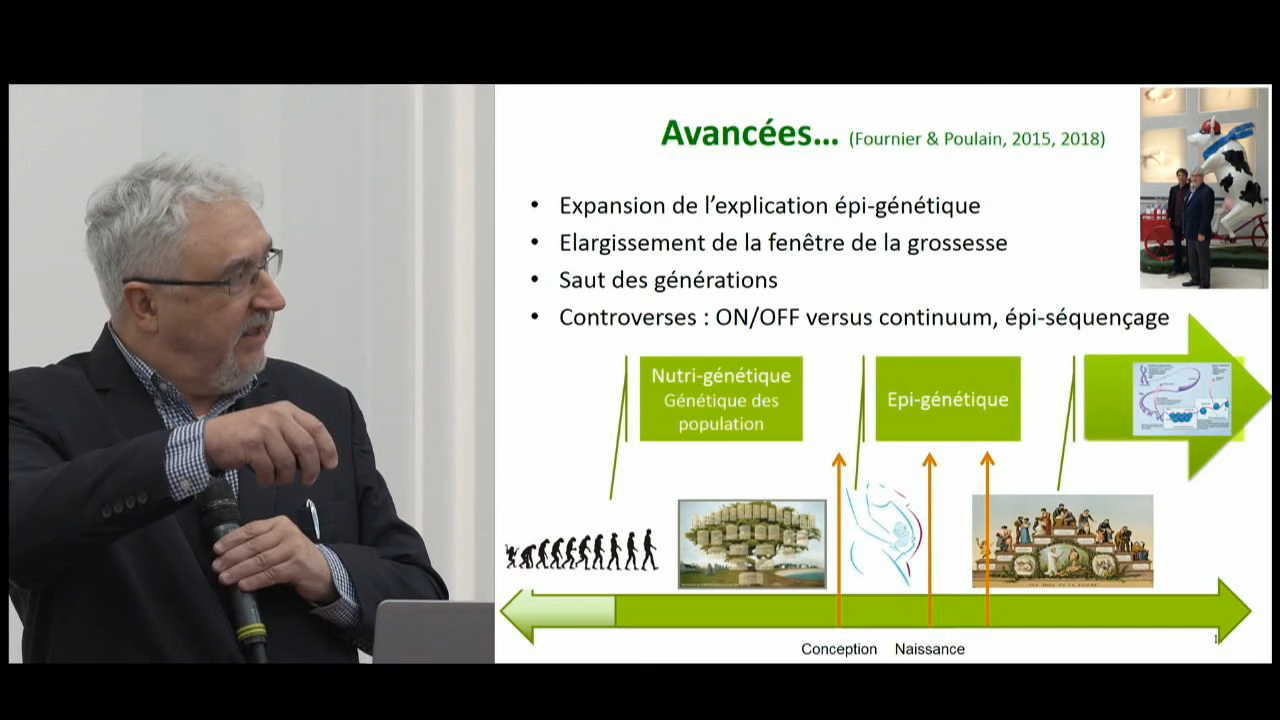 Avancées... (Fournier & Poulain, 2015, 2018)
• Expansion de l’explication épi-génétique
• Elargissement de la fenêtre de la grossesse
• Saut des générations
• Controverses : ON/OFF versus continuum, épi-séquençage
Nutri-génétique
Génétique des
population
Epi-génétique
Conception Naissance